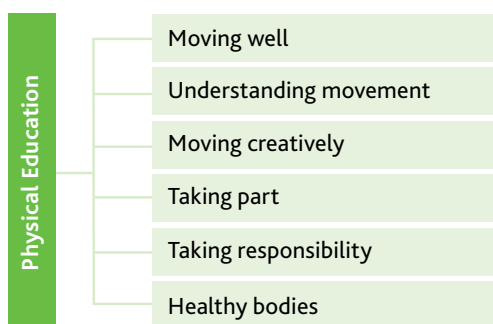 Physical Education
Moving well
Understanding movement
Moving creatively
Taking part
Taking responsibility
Healthy bodies